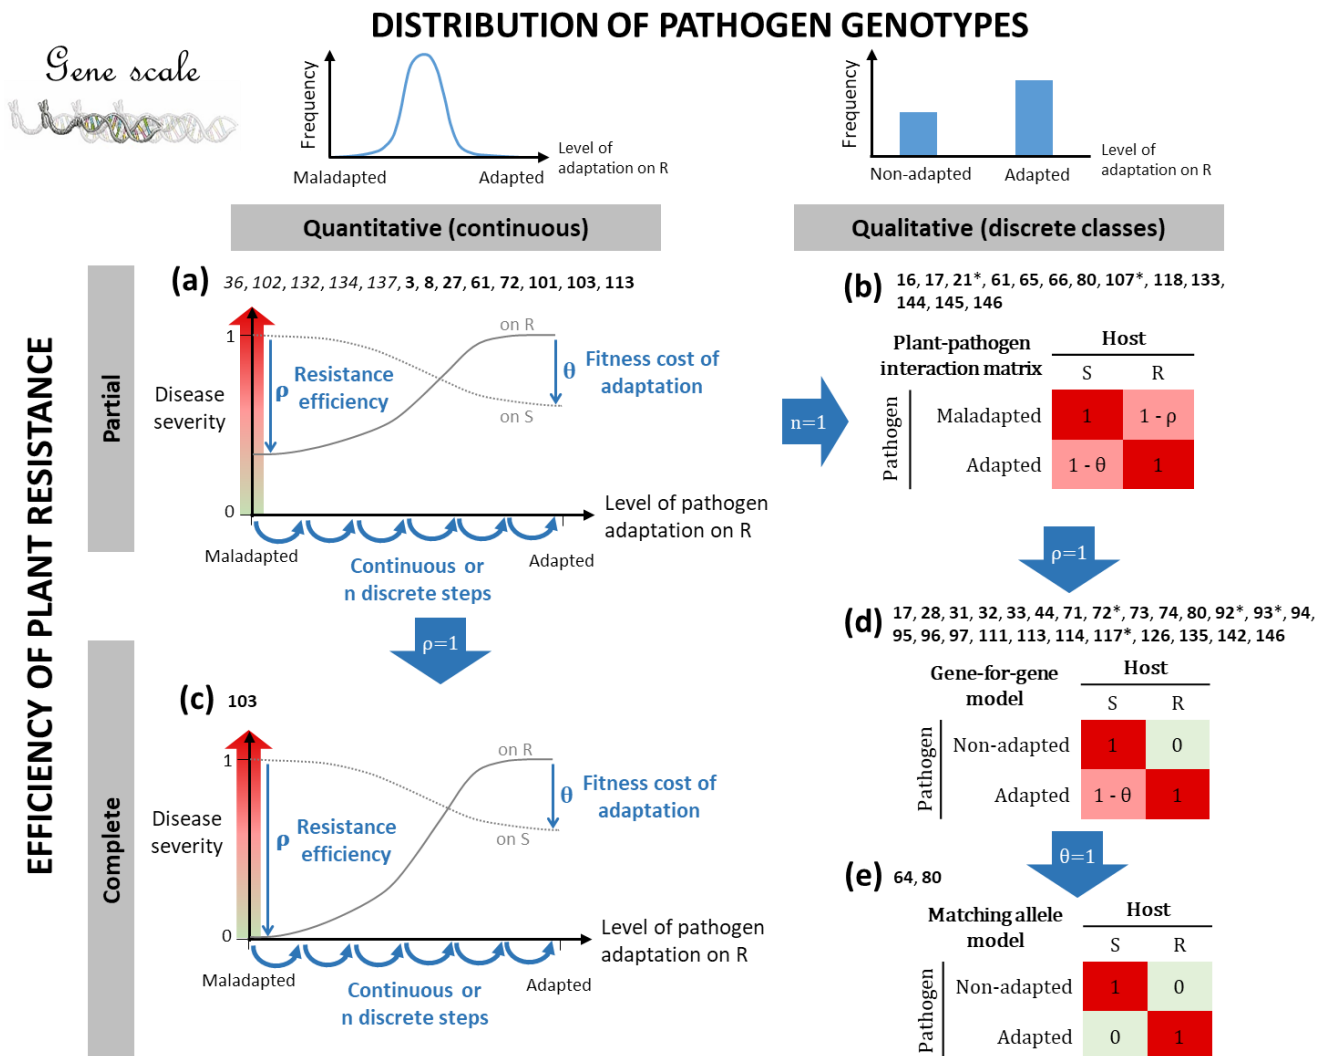 DISTRIBUTION OF PATHOGEN GENOTYPES
Gene scale
Frequency
Maladapted
Adapted
Level of
adaptation on R
Frequency
Non-adapted
Adapted
Level of
adaptation on R
Quantitative (continuous)
Qualitative (discrete classes)
EFFICIENCY OF PLANT RESISTANCE
Partial
(a)
36, 102, 132, 134, 137, 3, 8, 27, 61, 72, 101, 103, 113
1
on R
Disease
severity
ρ
Resistance
efficiency
θ
Fitness cost of
adaptation
on S
0
Level of pathogen
adaptation on R
Maladapted
Adapted
Continuous or
n discrete steps
n=1
(b)
16, 17, 21*, 61, 65, 66, 80, 107*, 118, 133,
144, 145, 146
Plant-pathogen
interaction matrix
Host
S R
Pathogen
Maladapted 1 1 - ρ
Adapted 1 - θ 1
ρ=1
ρ=1
Complete
(c)
103
1
on R
Disease
severity
ρ
Resistance
efficiency
θ
Fitness cost of
adaptation
on S
0
Level of pathogen
adaptation on R
Maladapted
Adapted
Continuous or
n discrete steps
(d)
17, 28, 31, 32, 33, 44, 71, 72*, 73, 74, 80, 92*, 93*, 94,
95, 96, 97, 111, 113, 114, 117*, 126, 135, 142, 146
Gene-for-gene
model
Host
S R
Pathogen
Non-adapted 1 0
Adapted 1 - θ 1
θ=1
(e)
64, 80
Matching allele
model
Host
S R
Pathogen
Non-adapted 1 0
Adapted 0 1